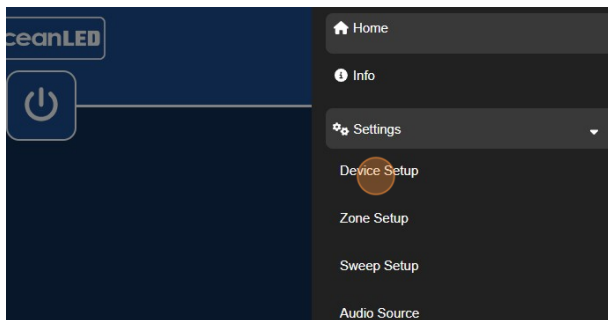 ceanLED
Home
Info
Settings
Device Setup
Zone Setup
Sweep Setup
Audio Source